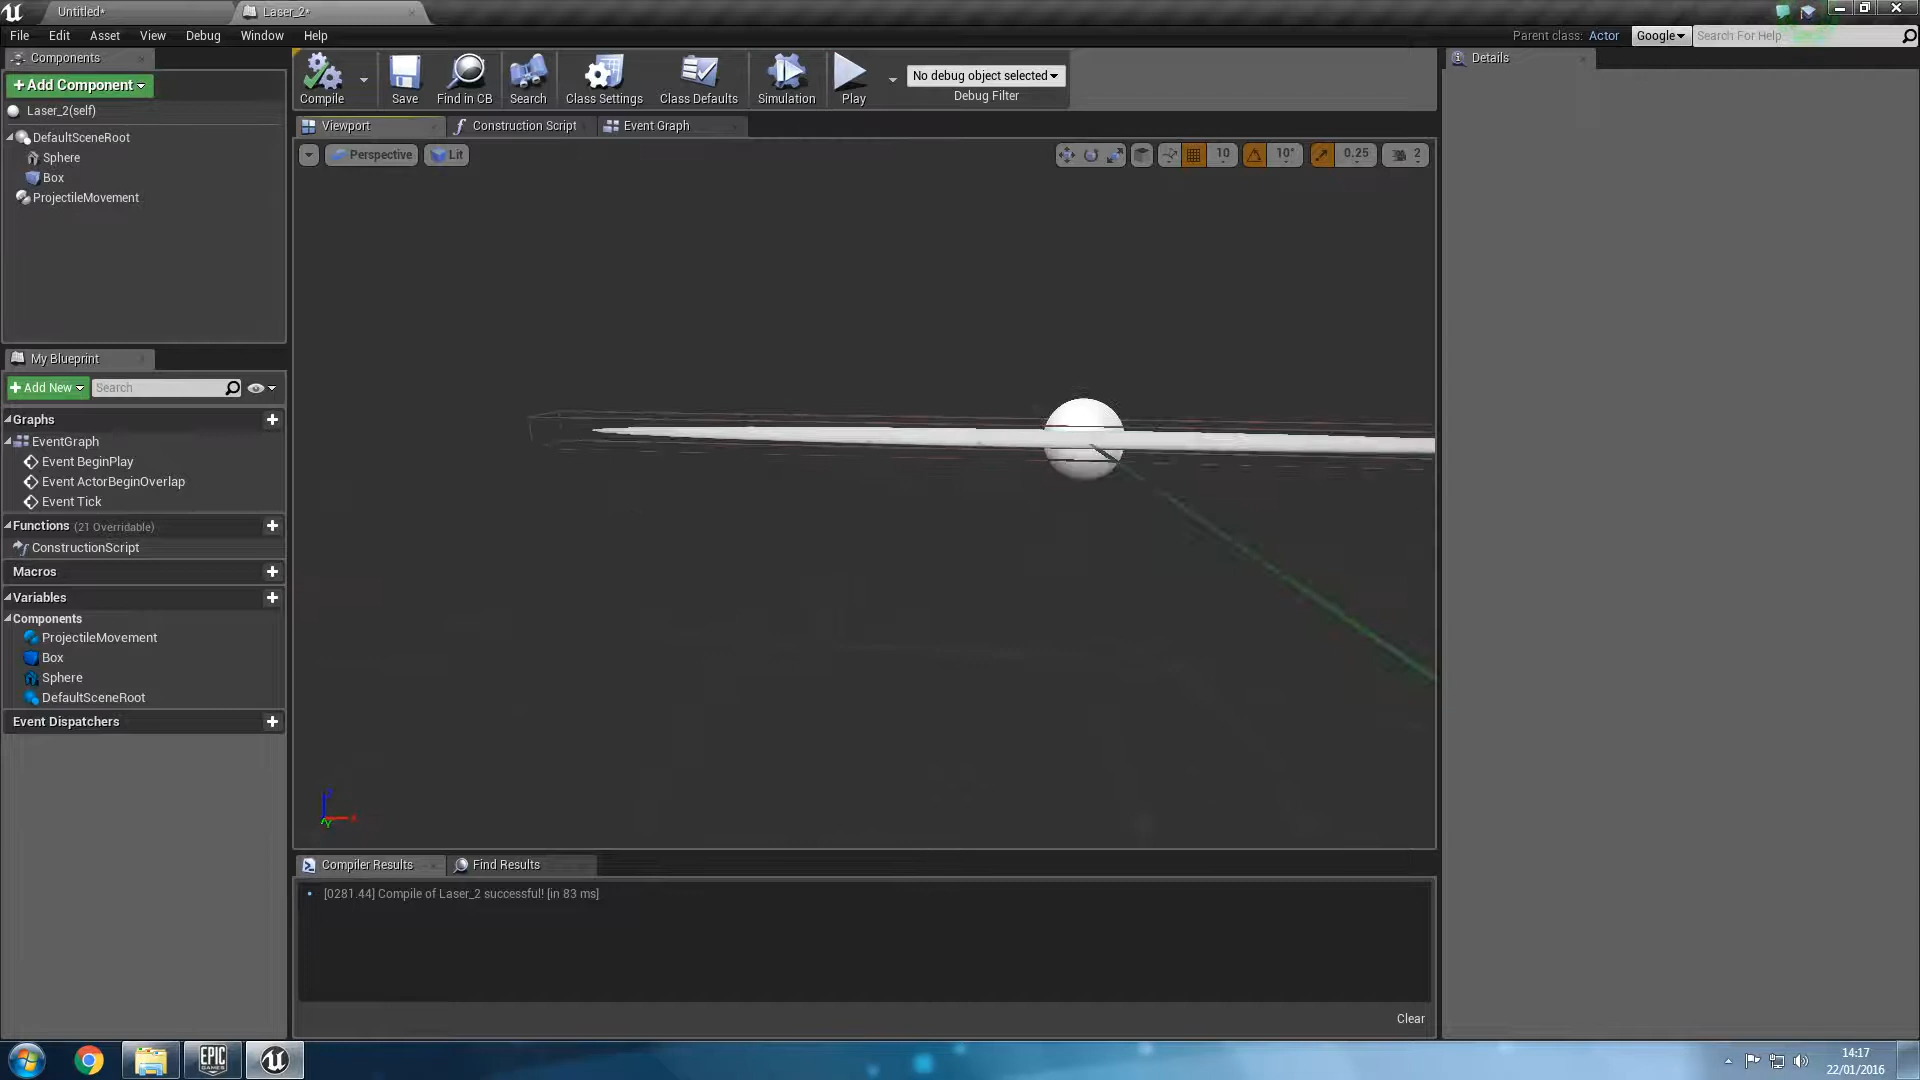 Untitled*
Laser_2*
File Edit Asset View Debug Window Help
Parent class: Actor Google Search For Help
Components
Add Component
Laser_2(self)
DefaultSceneRoot
Sphere
Box
ProjectileMovement
Compile
Save
Find in CB
Search
Class Settings
Class Defaults
Simulation
Play
No debug object selected
Debug Filter
Details
Viewport
Construction Script
Event Graph
Perspective
Lit
10
10°
0.25
2
My Blueprint
Add New
Search
Graphs
EventGraph
Event BeginPlay
Event ActorBeginOverlap
Event Tick
Functions (21 Overridable)
ConstructionScript
Macros
Variables
Components
ProjectileMovement
Box
Sphere
DefaultSceneRoot
Event Dispatchers
Z
X
Y
Compiler Results
Find Results
[0281.44] Compile of Laser_2 successful! [in 83 ms]
Clear
EPIC
GAMES
14:17
22/01/2016